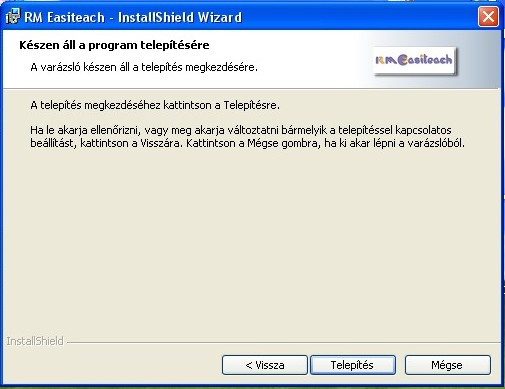 RM Easiteach - InstallShield Wizard
Készen áll a program telepítésére
A varázsló készen áll a telepítés megkezdésére.
RM Easiteach
A telepítés megkezdéséhez kattintson a Telepítésre.
Ha le akarja ellenőrizni, vagy meg akarja változtatni bármelyik a telepítéssel kapcsolatos
beállítást, kattintson a Visszára. Kattintson a Mégse gombra, ha ki akar lépni a varázslóból.
InstallShield
< Vissza
Telepítés
Mégse